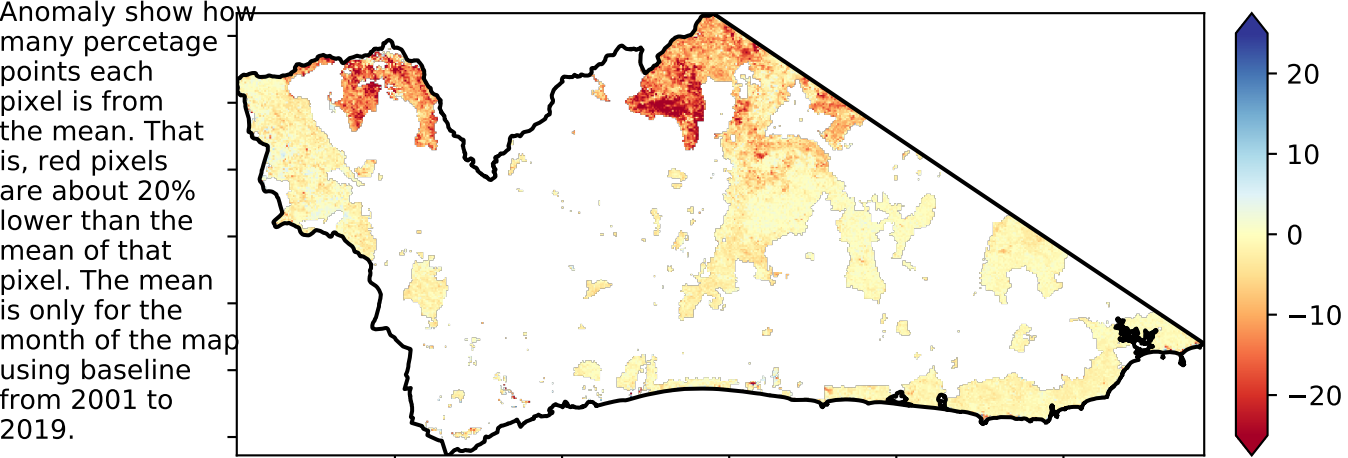 Anomaly show how
many percetage
points each
pixel is from
the mean. That
is, red pixels
are about 20%
lower than the
mean of that
pixel. The mean
is only for the
month of the map
using baseline
from 2001 to
2019.
20
10
0
−10
−20